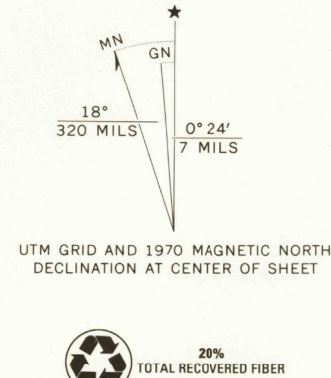 ★
MN
GN
18°
320 MILS
0° 24′
7 MILS
UTM GRID AND 1970 MAGNETIC NORTH
DECLINATION AT CENTER OF SHEET
20%
TOTAL RECOVERED FIBER